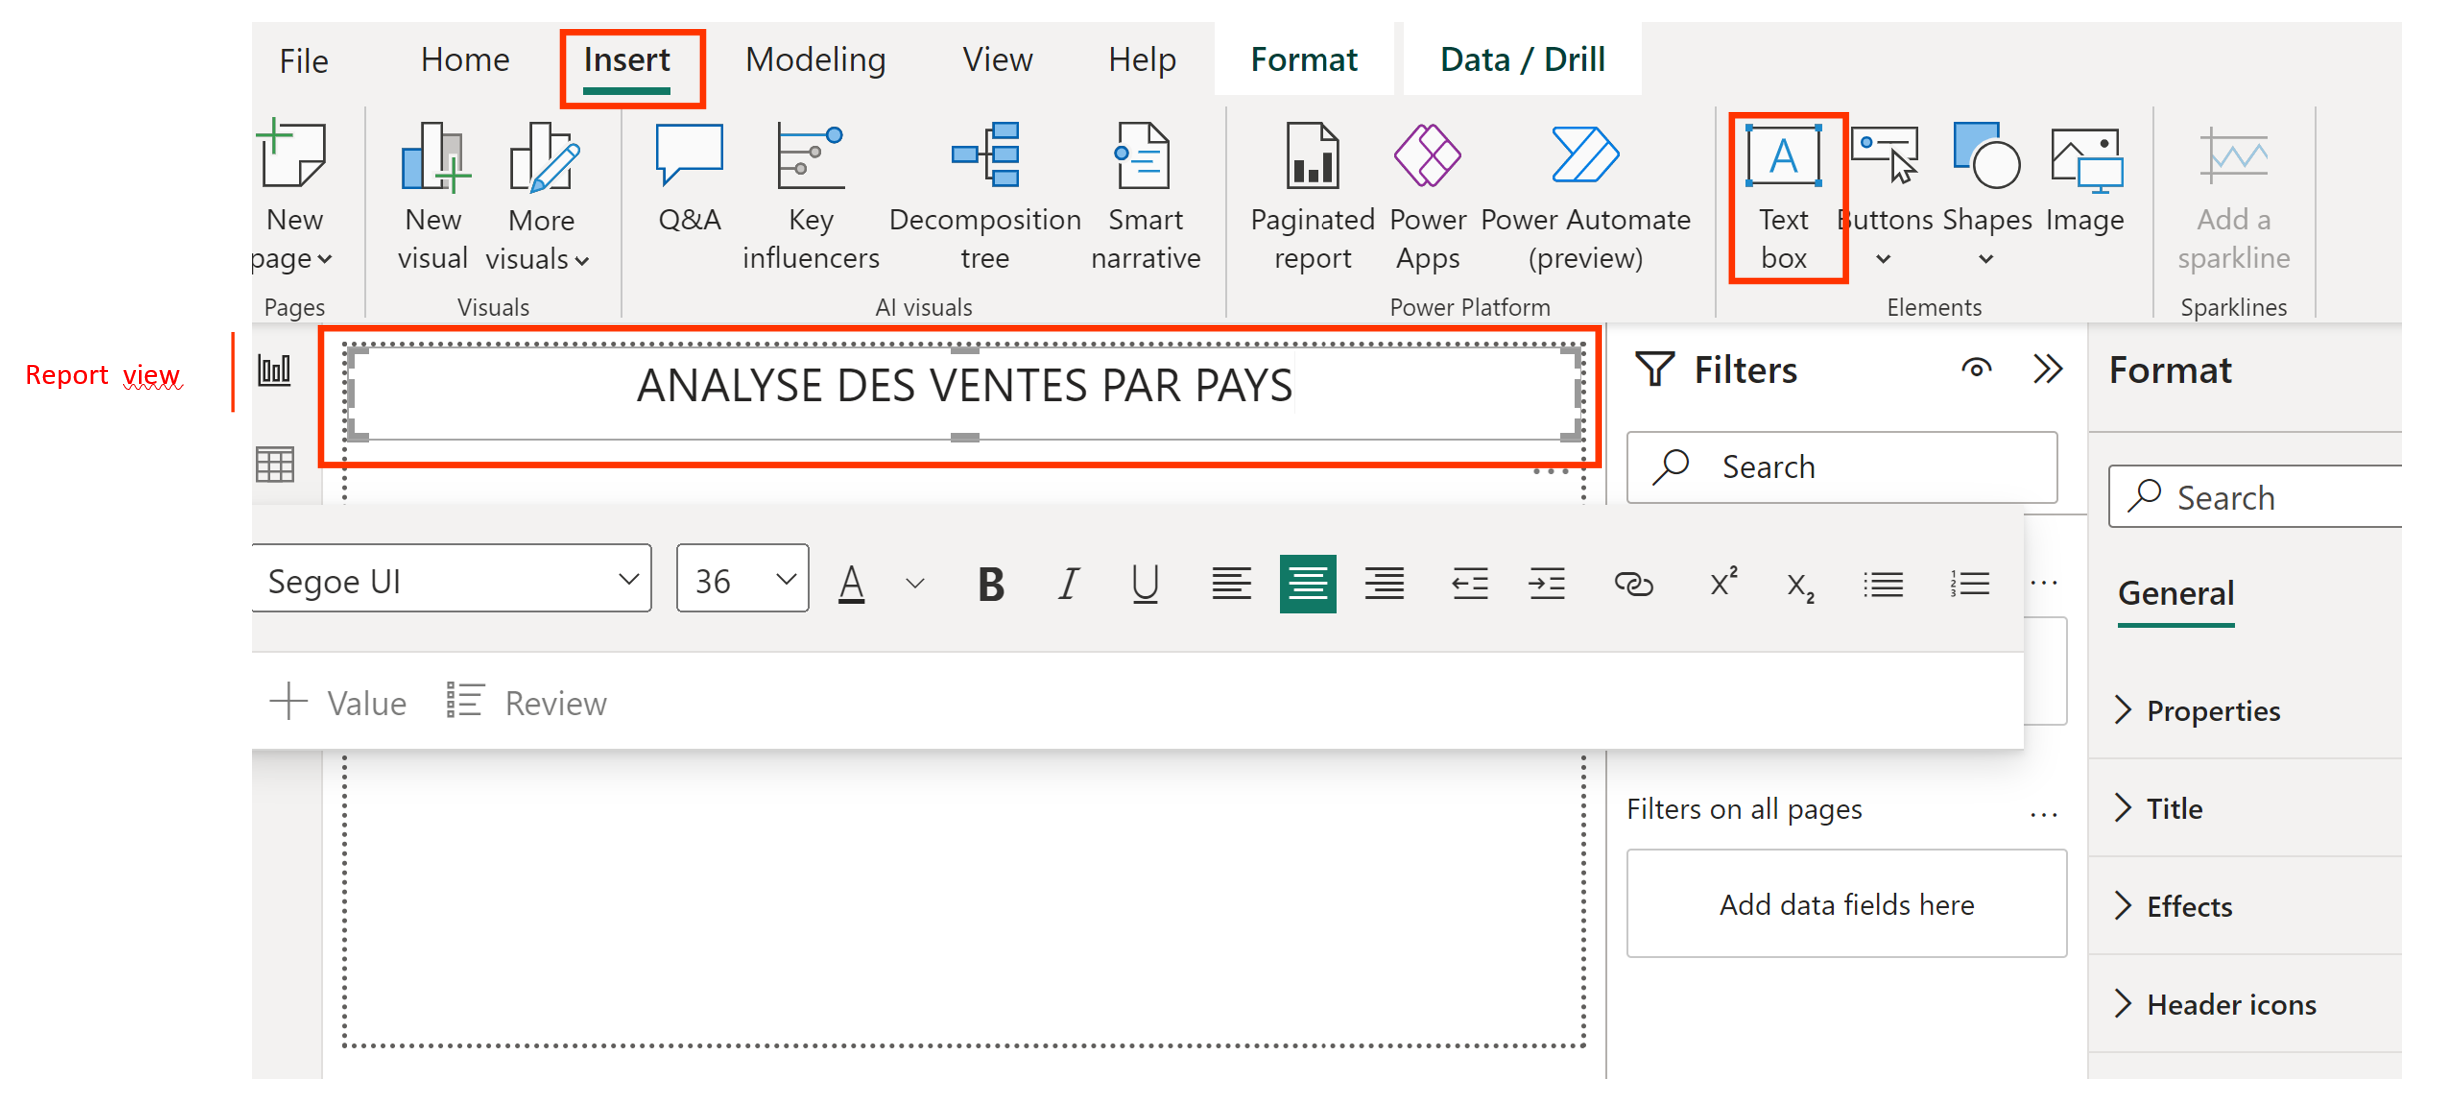 File Home Insert Modeling View Help Format Data / Drill
New page New visual More visuals Q&A Key influencers Decomposition tree Smart narrative Paginated report Power Apps Power Automate (preview) Text box Buttons Shapes Image Add a sparkline
Pages Visuals AI visuals Power Platform Elements Sparklines
Report view
ANALYSE DES VENTES PAR PAYS
Filters
Search
Format
Search
Segoe UI 36 A B I U
General
+ Value Review
Properties
Filters on all pages ...
Title
Add data fields here
Effects
Header icons